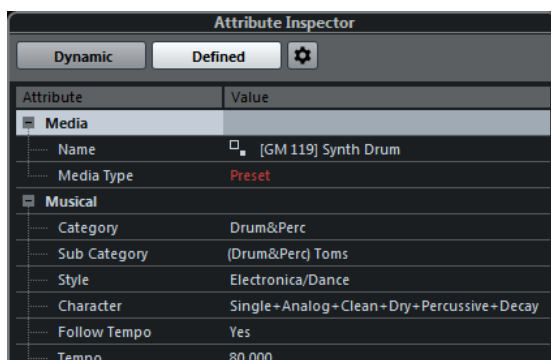 Attribute Inspector
Dynamic Defined
Attribute Value
Media
Name [GM 119] Synth Drum
Media Type Preset
Musical
Category Drum&Perc
Sub Category (Drum&Perc) Toms
Style Electronica/Dance
Character Single+Analog+Clean+Dry+Percussive+Decay
Follow Tempo Yes
Tempo 80.000